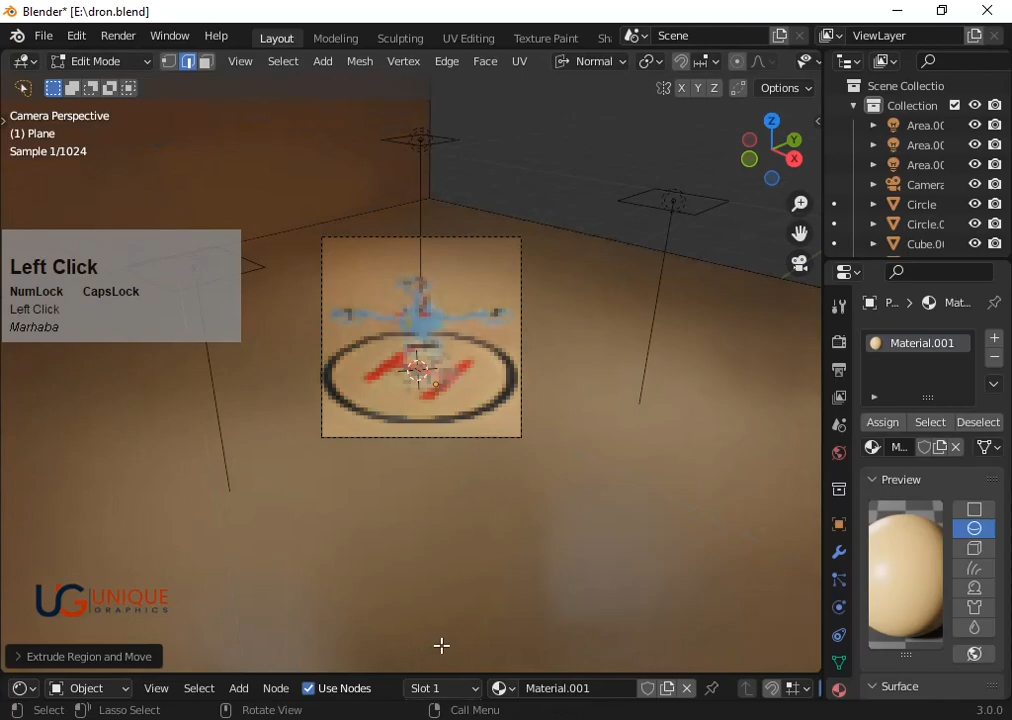 Blender* [E:\dron.blend]
File Edit Render Window Help Layout Modeling Sculpting UV Editing Texture Paint Sh Scene ViewLayer
Edit Mode View Select Add Mesh Vertex Edge Face UV Normal
X Y Z Options
Camera Perspective
(1) Plane
Sample 1/1024
Z
Y
X
Left Click
NumLock CapsLock
Left Click
Marhaba
UG UNIQUE
GRAPHICS
Extrude Region and Move
Scene Collectio
Collection
Area.00
Area.00
Area.00
Camera
Circle
Circle.0
Cube.00
P... Mat...
Material.001
Assign Select Deselect
M...
Preview
Surface
Object View Select Add Node Use Nodes Slot 1 Material.001
Select Lasso Select Rotate View Call Menu 3.0.0